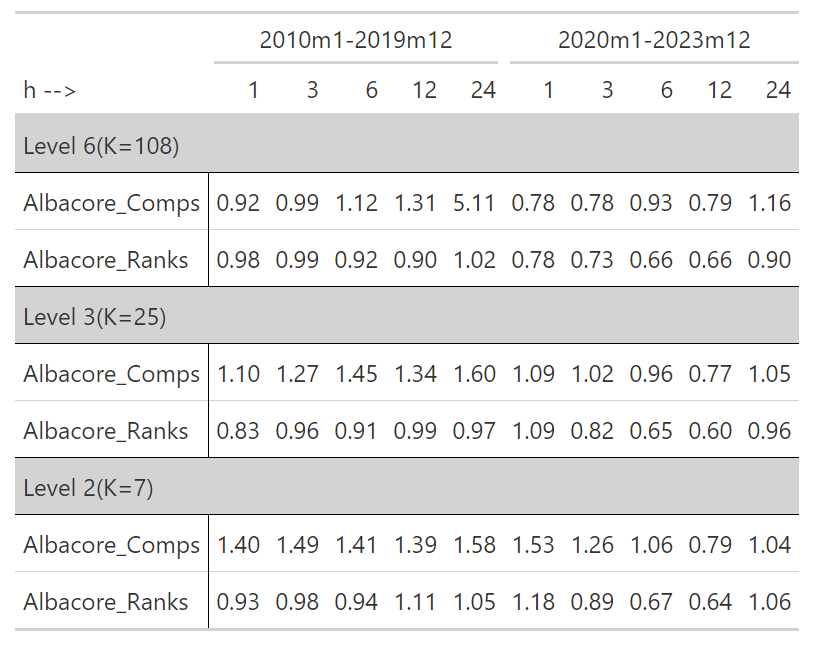 2010m1-2019m12 2020m1-2023m12
h --> 1 3 6 12 24 1 3 6 12 24
Level 6(K=108)
Albacore_Comps 0.92 0.99 1.12 1.31 5.11 0.78 0.78 0.93 0.79 1.16
Albacore_Ranks 0.98 0.99 0.92 0.90 1.02 0.78 0.73 0.66 0.66 0.90
Level 3(K=25)
Albacore_Comps 1.10 1.27 1.45 1.34 1.60 1.09 1.02 0.96 0.77 1.05
Albacore_Ranks 0.83 0.96 0.91 0.99 0.97 1.09 0.82 0.65 0.60 0.96
Level 2(K=7)
Albacore_Comps 1.40 1.49 1.41 1.39 1.58 1.53 1.26 1.06 0.79 1.04
Albacore_Ranks 0.93 0.98 0.94 1.11 1.05 1.18 0.89 0.67 0.64 1.06